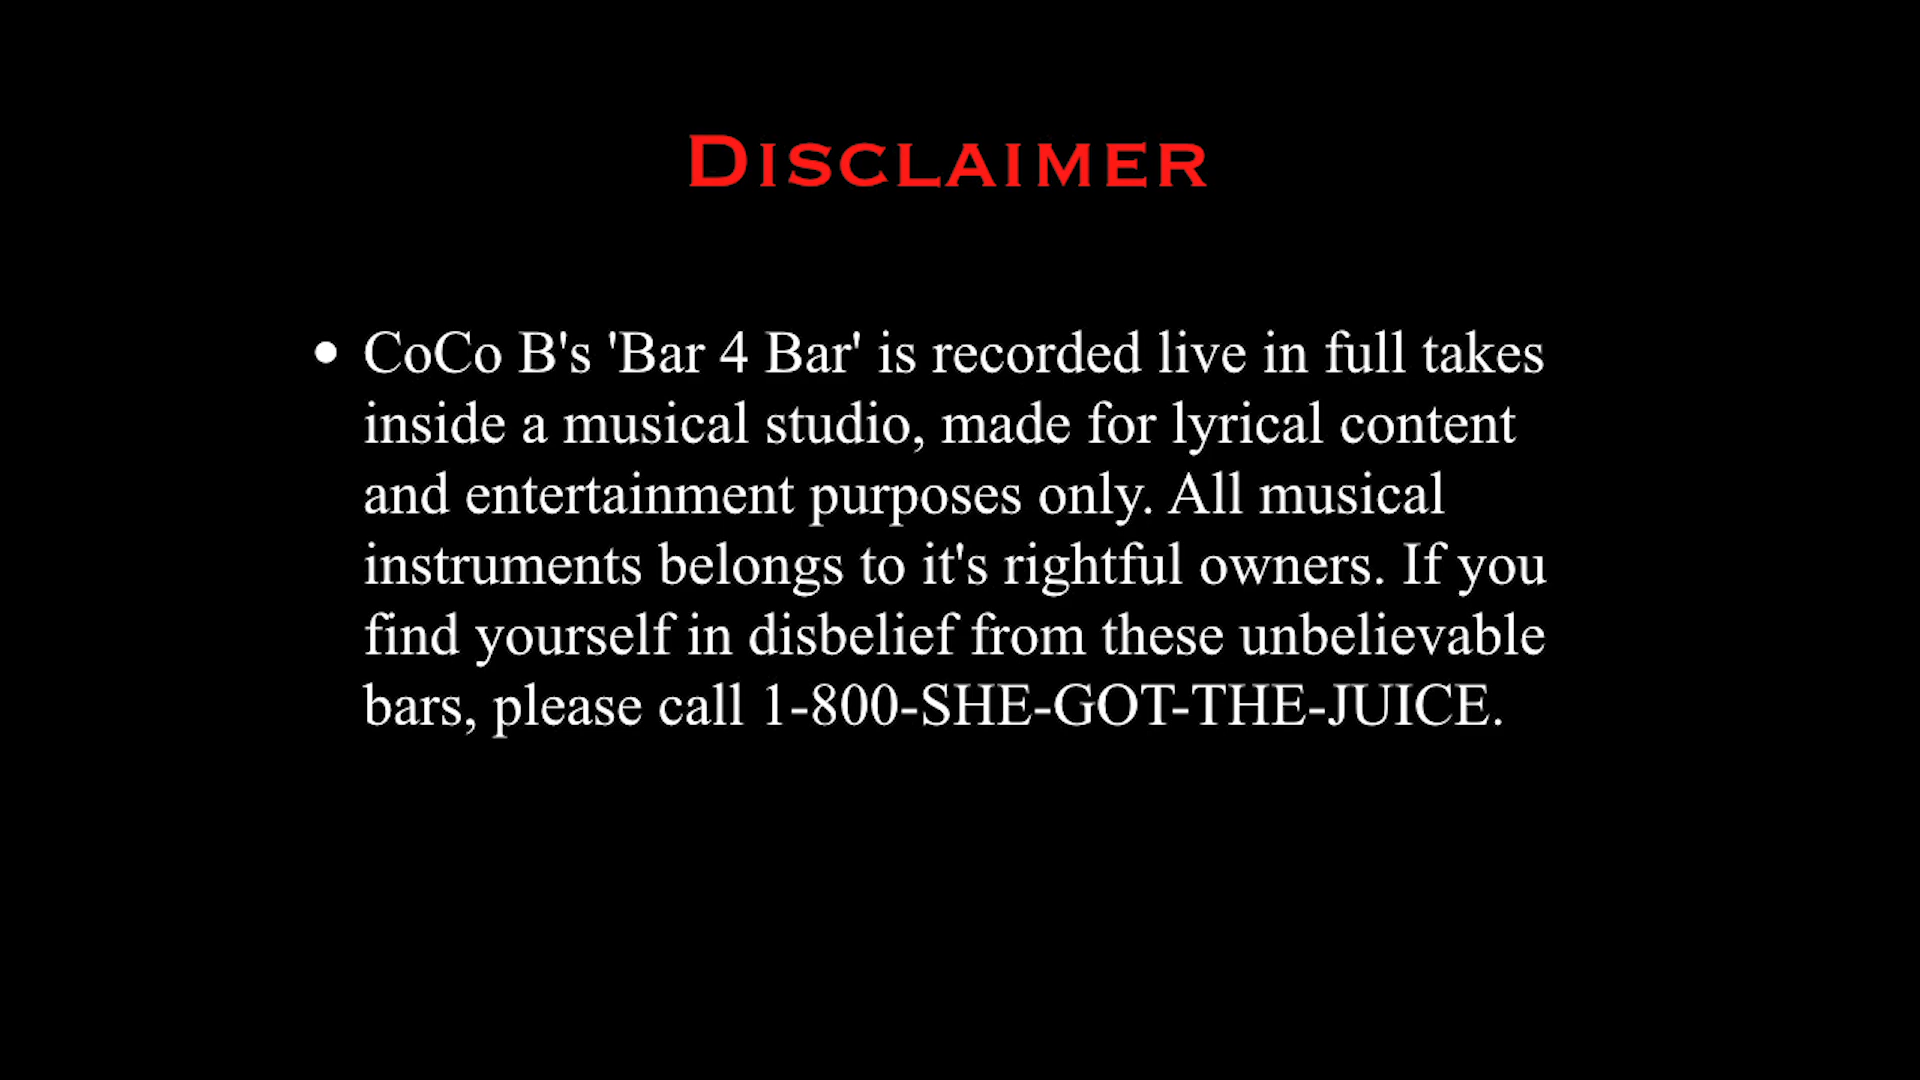 DISCLAIMER
• CoCo B's 'Bar 4 Bar' is recorded live in full takes
inside a musical studio, made for lyrical content
and entertainment purposes only. All musical
instruments belongs to it's rightful owners. If you
find yourself in disbelief from these unbelievable
bars, please call 1-800-SHE-GOT-THE-JUICE.